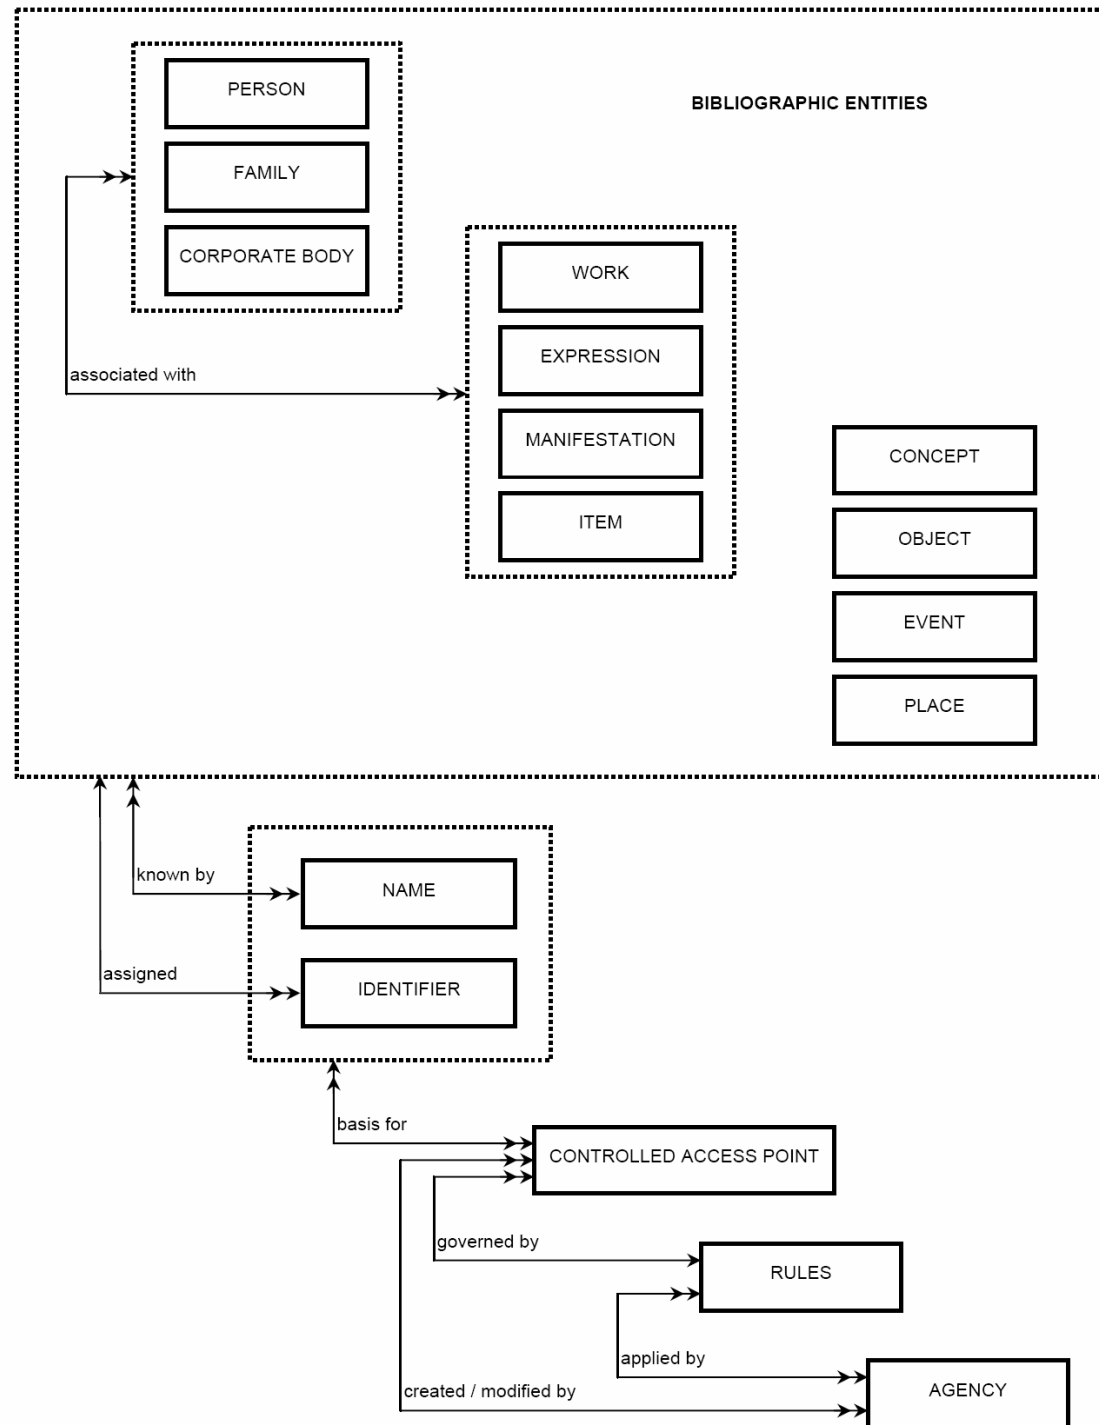 PERSON
BIBLIOGRAPHIC ENTITIES
FAMILY
CORPORATE BODY
WORK
associated with
EXPRESSION
MANIFESTATION
CONCEPT
ITEM
OBJECT
EVENT
PLACE
known by
NAME
assigned
IDENTIFIER
basis for
CONTROLLED ACCESS POINT
governed by
RULES
applied by
created / modified by
AGENCY